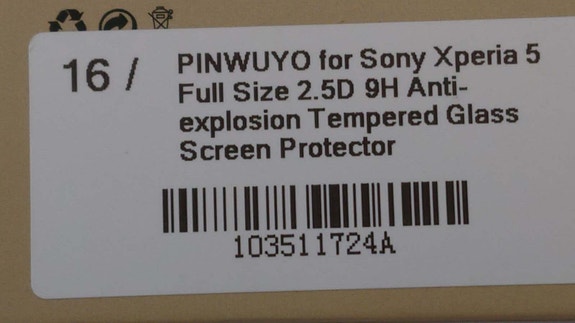 16 / PINWUYO for Sony Xperia 5
Full Size 2.5D 9H Anti-
explosion Tempered Glass
Screen Protector
103511724A